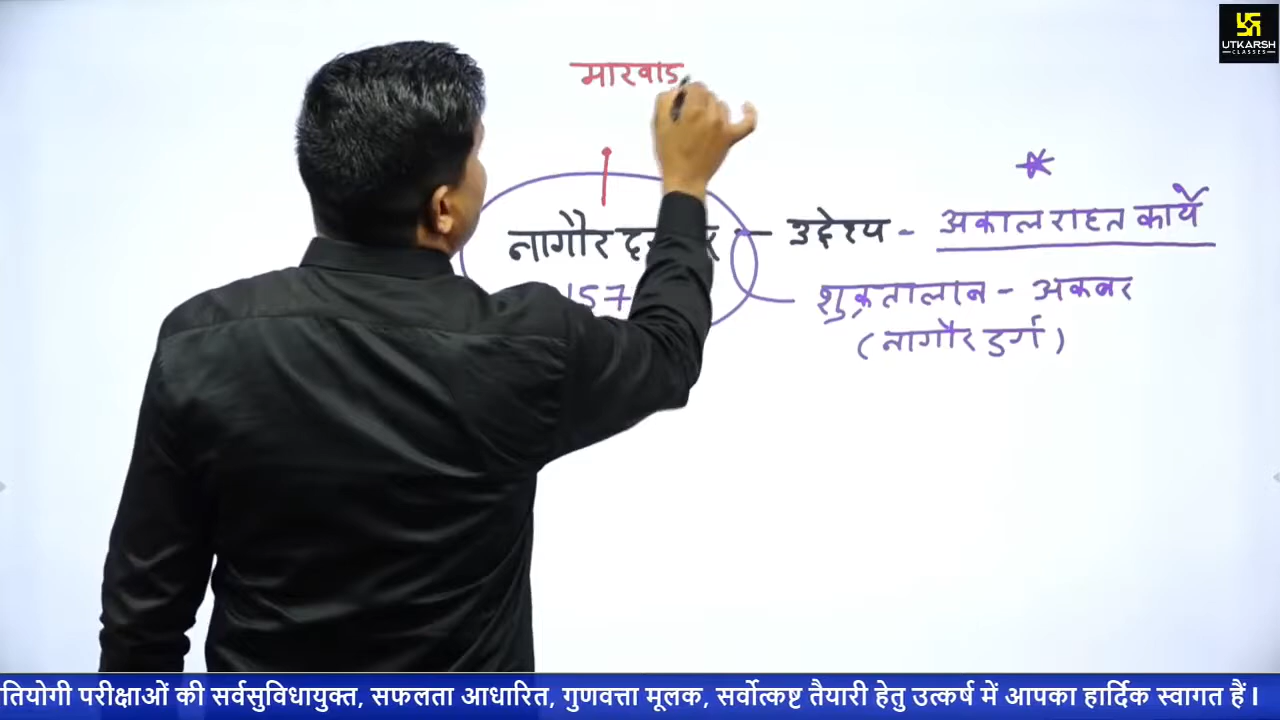 UTKARSH
CLASSES
मारवाड
नागौर - उद्देश्य - अकाल राहत कार्य
157
शुक्र तालाब - अकबर
(नागौर दुर्ग)
तियोगी परीक्षाओं की सर्वसुविधायुक्त, सफलता आधारित, गुणवत्ता मूलक, सर्वोत्कष्ट तैयारी हेतु उत्कर्ष में आपका हार्दिक स्वागत हैं।